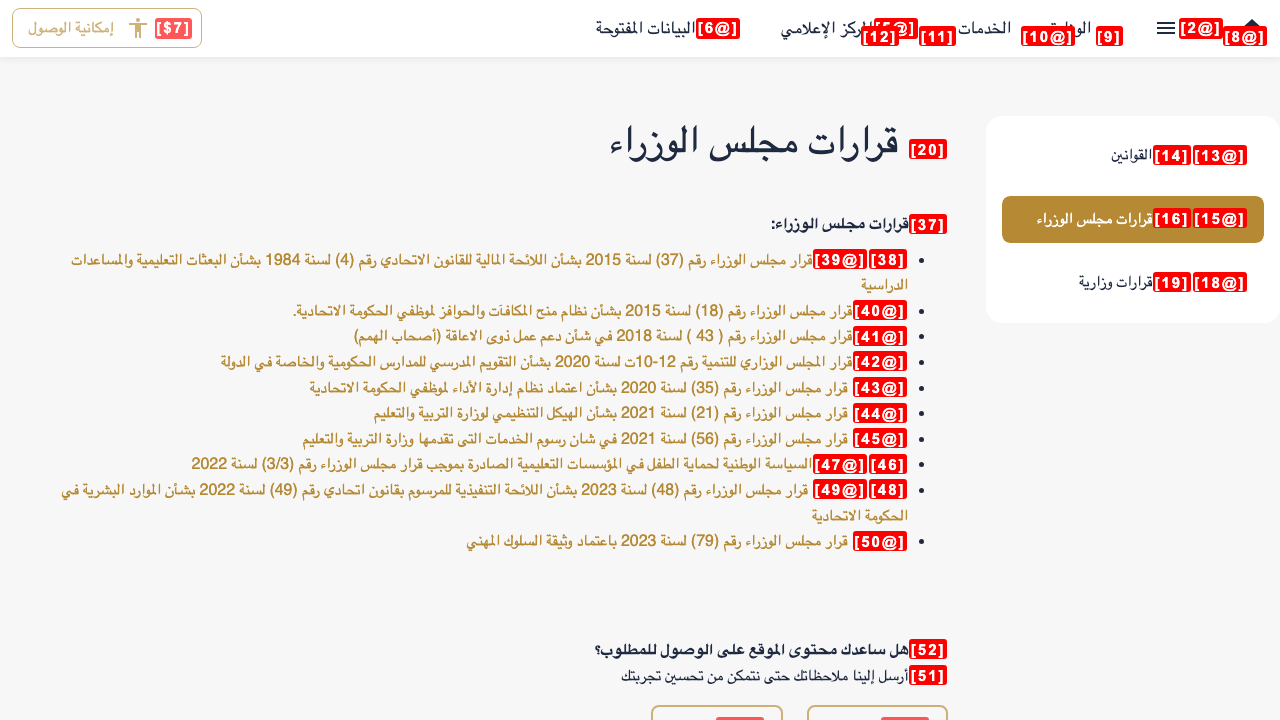 [@8]
[@2]
[9]
[@10]
الخدمات
[11]
[12]
[@6] البيانات المفتوحة
[$7] إمكانية الوصول
[@13] [14] القوانين
[@15] [16] قرارات مجلس الوزراء
[@18] [19] قرارات وزارية
[20] قرارات مجلس الوزراء
[37] قرارات مجلس الوزراء:
[38] [@39] قرار مجلس الوزراء رقم (37) لسنة 2015 بشأن اللائحة المالية للقانون الاتحادي رقم (4) لسنة 1984 بشأن البعثات التعليمية والمساعدات
الدراسية
[@40] قرار مجلس الوزراء رقم (18) لسنة 2015 بشأن نظام منح المكافآت والحوافز لموظفي الحكومة الاتحادية.
[@41] قرار مجلس الوزراء رقم ( 43 ) لسنة 2018 في شأن دعم عمل ذوى الاعاقة (أصحاب الهمم)
[@42] قرار المجلس الوزاري للتنمية رقم 12-10ت لسنة 2020 بشأن التقويم المدرسي للمدارس الحكومية والخاصة في الدولة
[@43] قرار مجلس الوزراء رقم (35) لسنة 2020 بشأن اعتماد نظام إدارة الأداء لموظفي الحكومة الاتحادية
[@44] قرار مجلس الوزراء رقم (21) لسنة 2021 بشأن الهيكل التنظيمي لوزارة التربية والتعليم
[@45] قرار مجلس الوزراء رقم (56) لسنة 2021 في شان رسوم الخدمات التى تقدمها وزارة التربية والتعليم
[46] [@47] السياسة الوطنية لحماية الطفل في المؤسسات التعليمية الصادرة بموجب قرار مجلس الوزراء رقم (3/3) لسنة 2022
[48] [@49] قرار مجلس الوزراء رقم (48) لسنة 2023 بشأن اللائحة التنفيذية للمرسوم بقانون اتحادي رقم (49) لسنة 2022 بشأن الموارد البشرية في
الحكومة الاتحادية
[@50] قرار مجلس الوزراء رقم (79) لسنة 2023 باعتماد وثيقة السلوك المهني
[52] هل ساعدك محتوى الموقع على الوصول للمطلوب؟
[51] أرسل إلينا ملاحظاتك حتى نتمكن من تحسين تجربتك